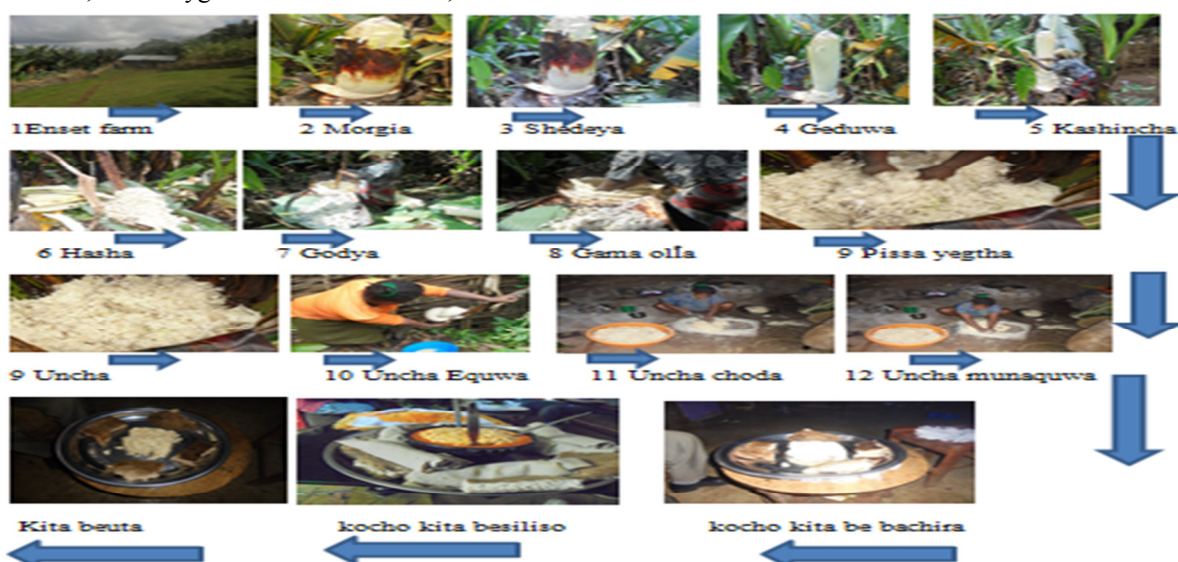 1Enset farm 2 Morgia 3 Shedeya 4 Geduwa 5 Kashincha
6 Hasha 7 Godya 8 Gama olla 9 Pissa yegtha
9 Uncha 10 Uncha Equwa 11 Uncha choda 12 Uncha munaquwa
Kita beuta kocho kita besiliso kocho kita be bachira